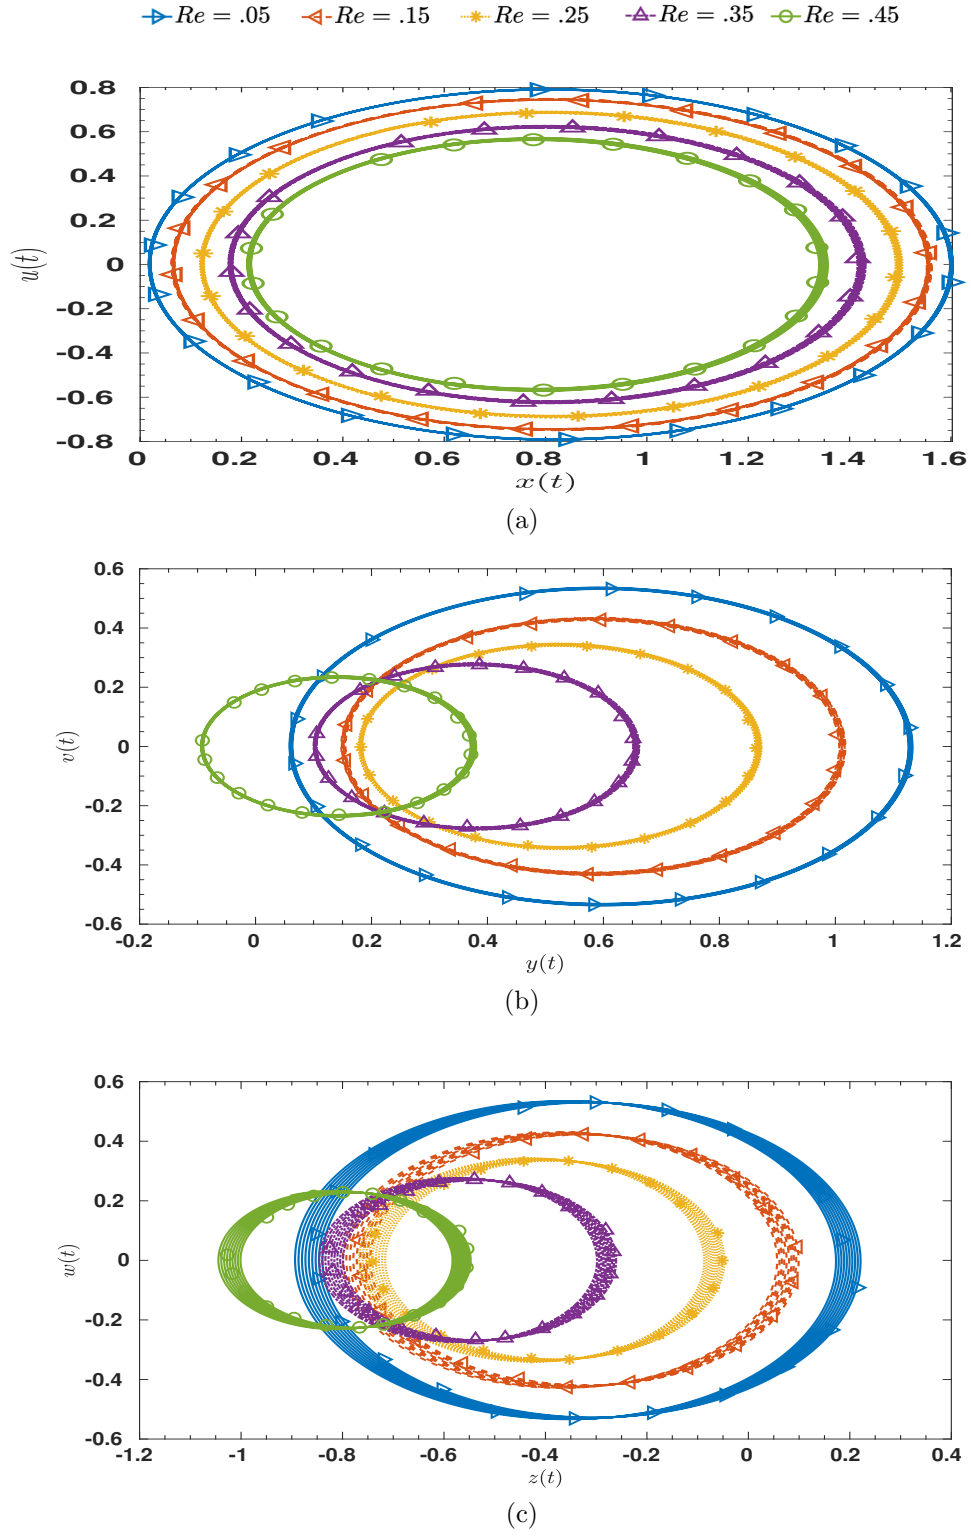 Re = .05 Re = .15 Re = .25 Re = .35 Re = .45
0.8
0.6
0.4
0.2
0
-0.2
-0.4
-0.6
-0.8
u(t)
0 0.2 0.4 0.6 0.8 1 1.2 1.4 1.6
x(t)
(a)
0.6
0.4
0.2
0
-0.2
-0.4
-0.6
v(t)
-0.2 0 0.2 0.4 0.6 0.8 1 1.2
y(t)
(b)
0.6
0.4
0.2
0
-0.2
-0.4
-0.6
w(t)
-1.2 -1 -0.8 -0.6 -0.4 -0.2 0 0.2 0.4
z(t)
(c)